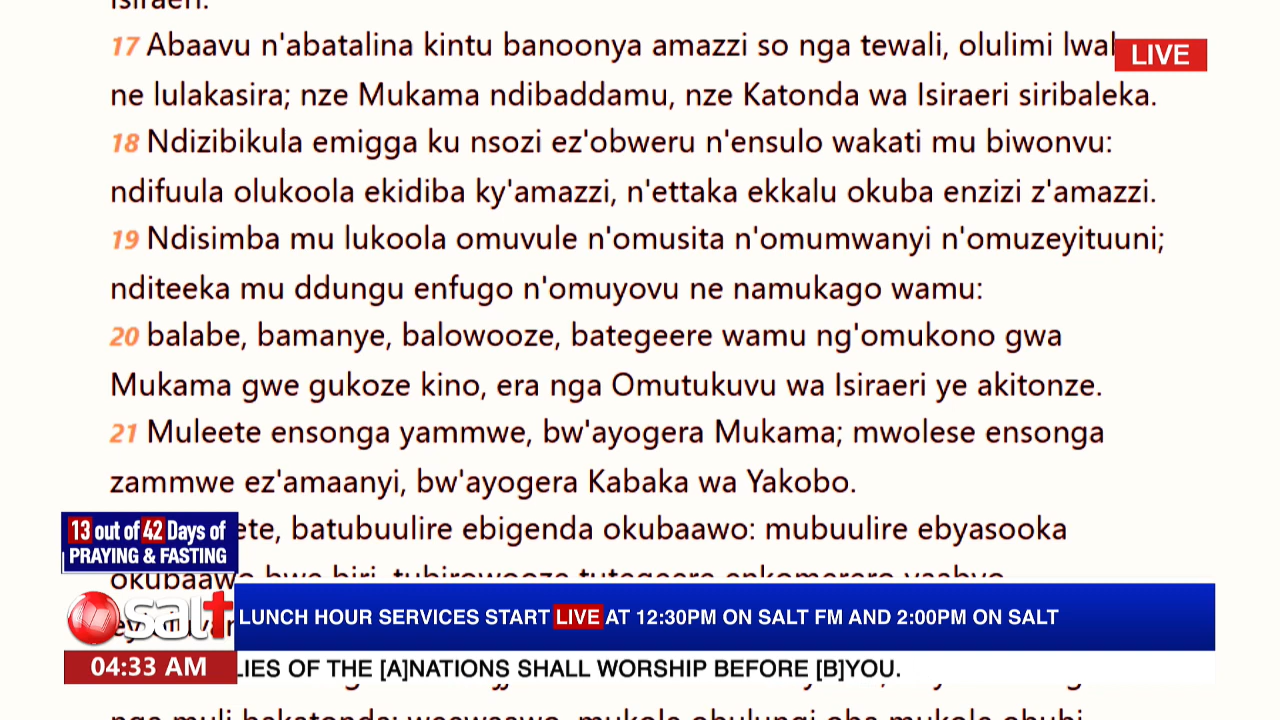 Isiraeri.
17 Abaavu n'abatalina kintu banoonya amazzi so nga tewali, olulimi
LIVE
ne lulakasira; nze Mukama ndibaddamu, nze Katonda wa Isiraeri siribaleka.
18 Ndizibikula emigga ku nsozi ez'obweru n'ensulo wakati mu biwonvu:
ndifuula olukoola ekidiba ky'amazzi, n'ettaka ekkalu okuba enzizi z'amazzi.
19 Ndisimba mu lukoola omuvule n'omusita n'omumwanyi n'omuzeyituuni;
nditeeka mu ddungu enfugo n'omuyovu ne namukago wamu:
20 balabe, bamanye, balowooze, bategeere wamu ng'omukono gwa
Mukama gwe gukoze kino, era nga Omutukuvu wa Isiraeri ye akitonze.
21 Muleete ensonga yammwe, bw'ayogera Mukama; mwolese ensonga
zammwe ez'amaanyi, bw'ayogera Kabaka wa Yakobo.
batubuulire ebigenda okubaawo: mubuulire ebyasooka
13 out of 42 Days of
PRAYING & FASTING
okubaawo
salt
LUNCH HOUR SERVICES START LIVE AT 12:30PM ON SALT FM AND 2:00PM ON SALT
04:33 AM
LIES OF THE [A]NATIONS SHALL WORSHIP BEFORE [B]YOU.